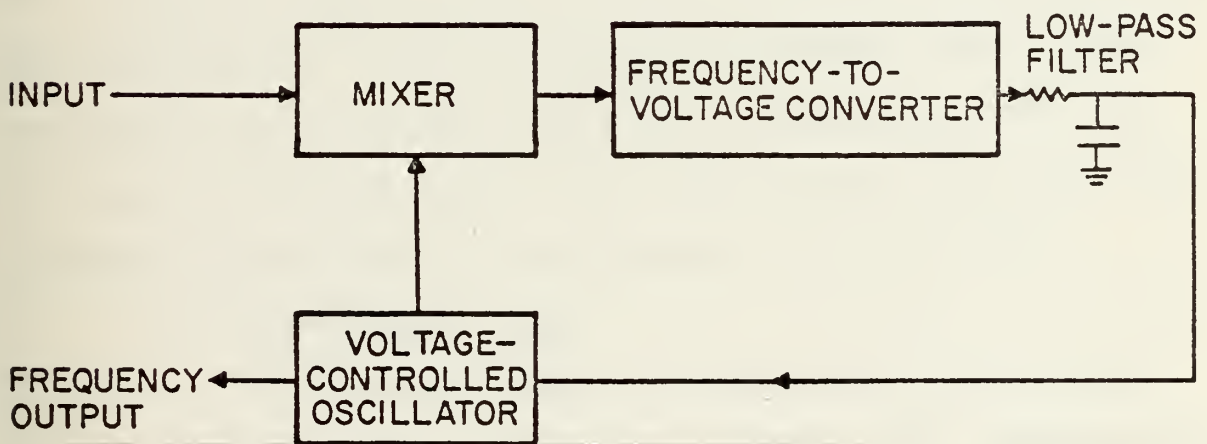 INPUT
MIXER
FREQUENCY-TO-
VOLTAGE CONVERTER
LOW-PASS
FILTER
VOLTAGE-
CONTROLLED
OSCILLATOR
FREQUENCY
OUTPUT